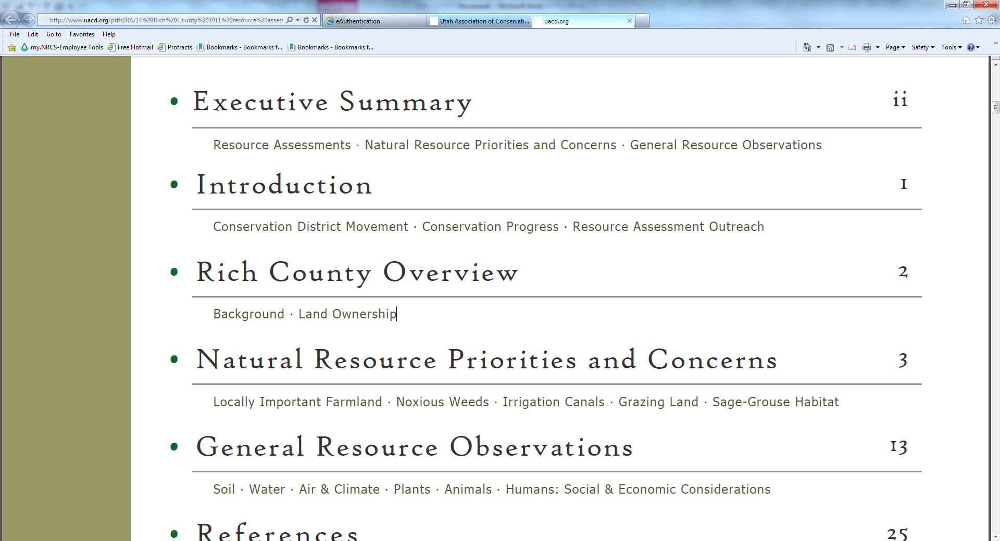 http://www.uacd.org/pdfs/RA/14%20Rich%20County%202011%20resource%20assess
eAuthentication
Utah Association of Conservati...
uacd.org
File Edit Go to Favorites Help
my.NRCS-Employee Tools Free Hotmail Protracts Bookmarks - Bookmarks f... Bookmarks - Bookmarks f... Page Safety Tools
• Executive Summary ii
Resource Assessments · Natural Resource Priorities and Concerns · General Resource Observations
• Introduction 1
Conservation District Movement · Conservation Progress · Resource Assessment Outreach
• Rich County Overview 2
Background · Land Ownership
• Natural Resource Priorities and Concerns 3
Locally Important Farmland · Noxious Weeds · Irrigation Canals · Grazing Land · Sage-Grouse Habitat
• General Resource Observations 13
Soil · Water · Air & Climate · Plants · Animals · Humans: Social & Economic Considerations
• References 25